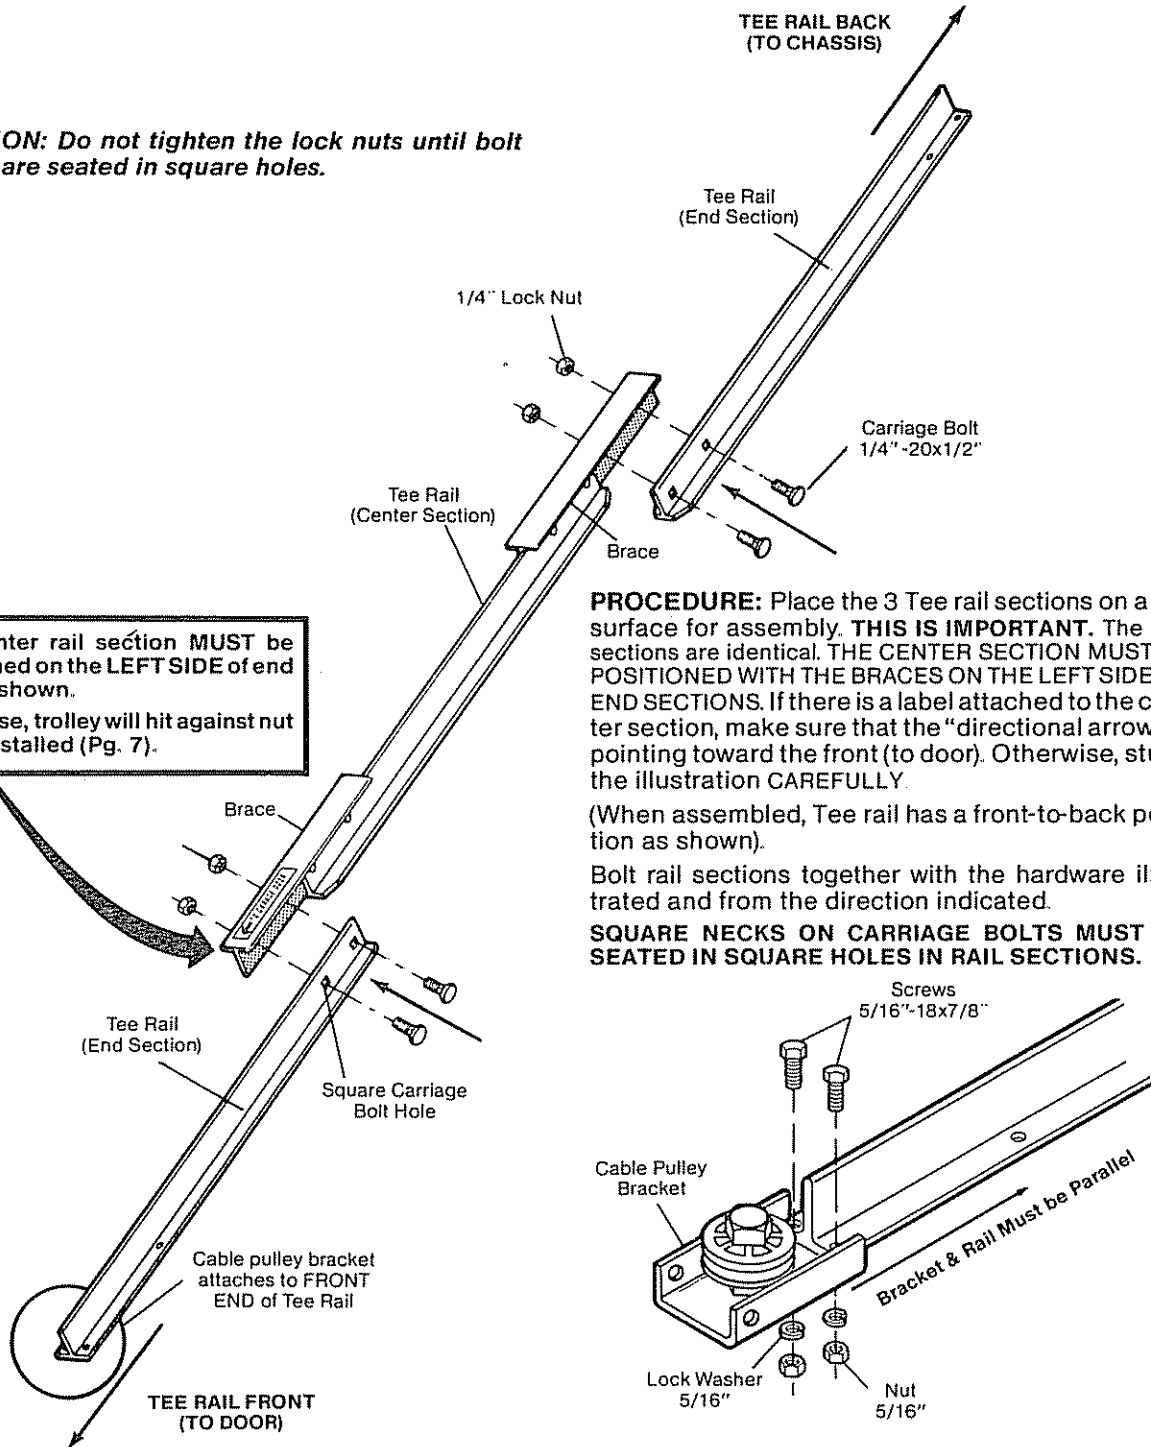 TEE RAIL BACK
(TO CHASSIS)
ON: Do not tighten the lock nuts until bolt
are seated in square holes.
Tee Rail
(End Section)
1/4" Lock Nut
Carriage Bolt
1/4"-20x1/2"
Tee Rail
(Center Section)
Brace
nter rail section MUST be
ned on the LEFT SIDE of end
shown.
se, trolley will hit against nut
stalled (Pg. 7).
Brace
Tee Rail
(End Section)
Square Carriage
Bolt Hole
Cable pulley bracket
attaches to FRONT
END of Tee Rail
TEE RAIL FRONT
(TO DOOR)
PROCEDURE: Place the 3 Tee rail sections on a
surface for assembly. THIS IS IMPORTANT. The
sections are identical. THE CENTER SECTION MUST
POSITIONED WITH THE BRACES ON THE LEFT SIDE
END SECTIONS. If there is a label attached to the c
ter section, make sure that the "directional arrow
pointing toward the front (to door). Otherwise, stu
the illustration CAREFULLY.
(When assembled, Tee rail has a front-to-back po
tion as shown).
Bolt rail sections together with the hardware il
trated and from the direction indicated.
SQUARE NECKS ON CARRIAGE BOLTS MUST
SEATED IN SQUARE HOLES IN RAIL SECTIONS.
Screws
5/16"-18x7/8"
Cable Pulley
Bracket
Bracket & Rail Must be Parallel
Lock Washer
5/16"
Nut
5/16"